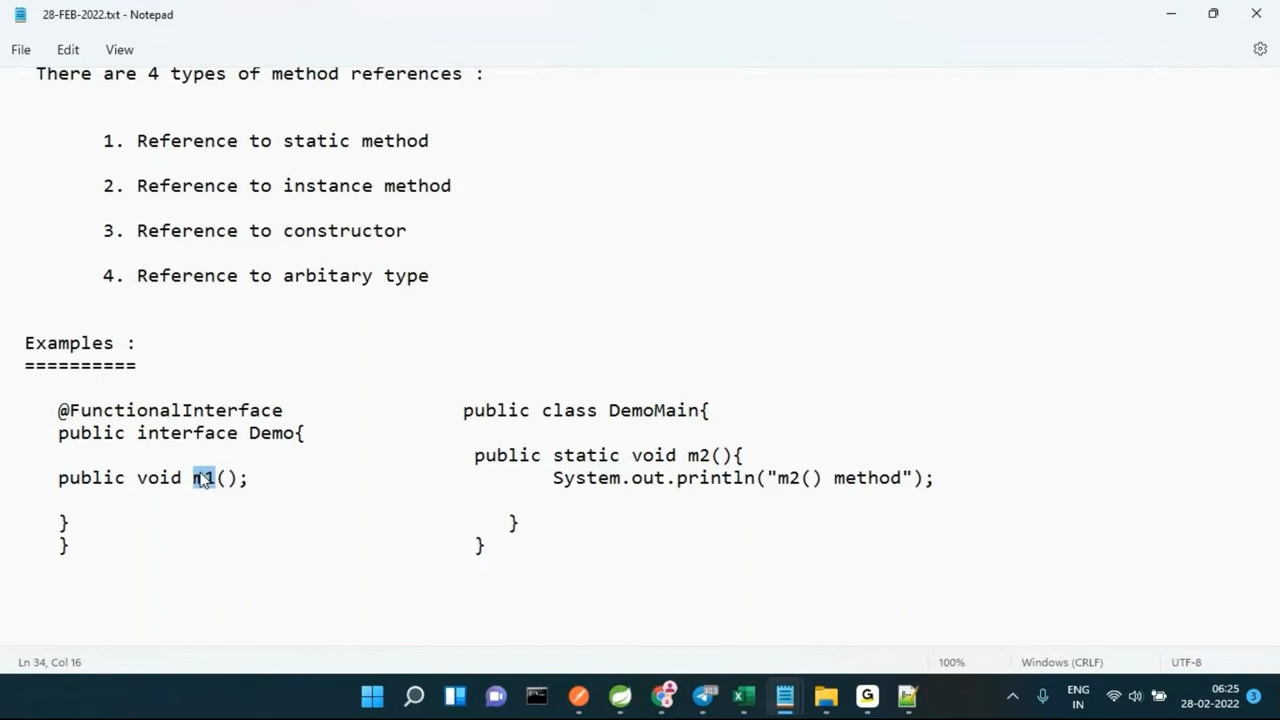 28-FEB-2022.txt - Notepad
File Edit View
There are 4 types of method references :
1. Reference to static method
2. Reference to instance method
3. Reference to constructor
4. Reference to arbitary type
Examples :
==========
@FunctionalInterface
public interface Demo{
public void m1();
}
}
public class DemoMain{
public static void m2(){
System.out.println("m2() method");
}
}
Ln 34, Col 16
100%
Windows (CRLF)
UTF-8
ENG
IN
06:25
28-02-2022
3